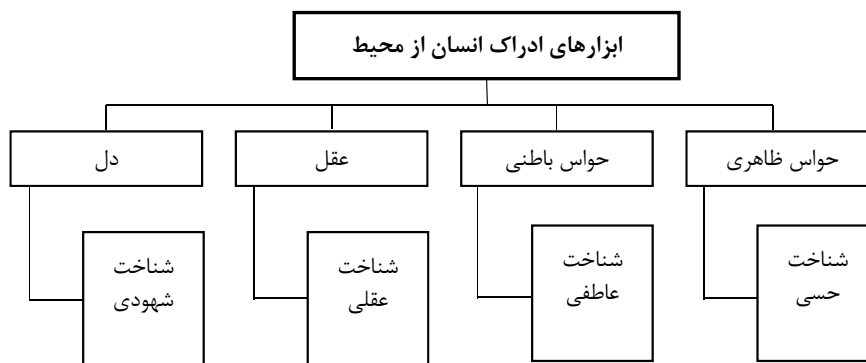 ابزارهای ادراک انسان از محیط
حواس ظاهری
حواس باطنی
عقل
دل
شناخت
حسی
شناخت
عاطفی
شناخت
عقلی
شناخت
شهودی